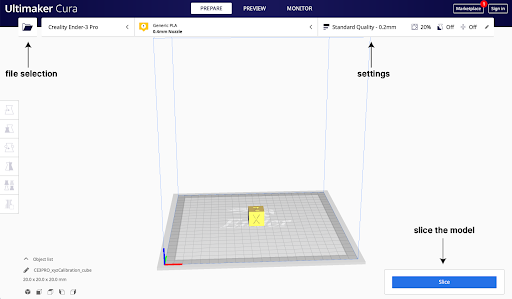 Ultimaker Cura
PREPARE
PREVIEW
MONITOR
Marketplace
1
Sign in
Creality Ender-3 Pro
Generic PLA
0.4mm Nozzle
Standard Quality - 0.2mm
20%
Off
Off
file selection
settings
X
Ender
slice the model
Object list
CE3PRO_xyzCalibration_cube
20.0 x 20.0 x 20.0 mm
Slice